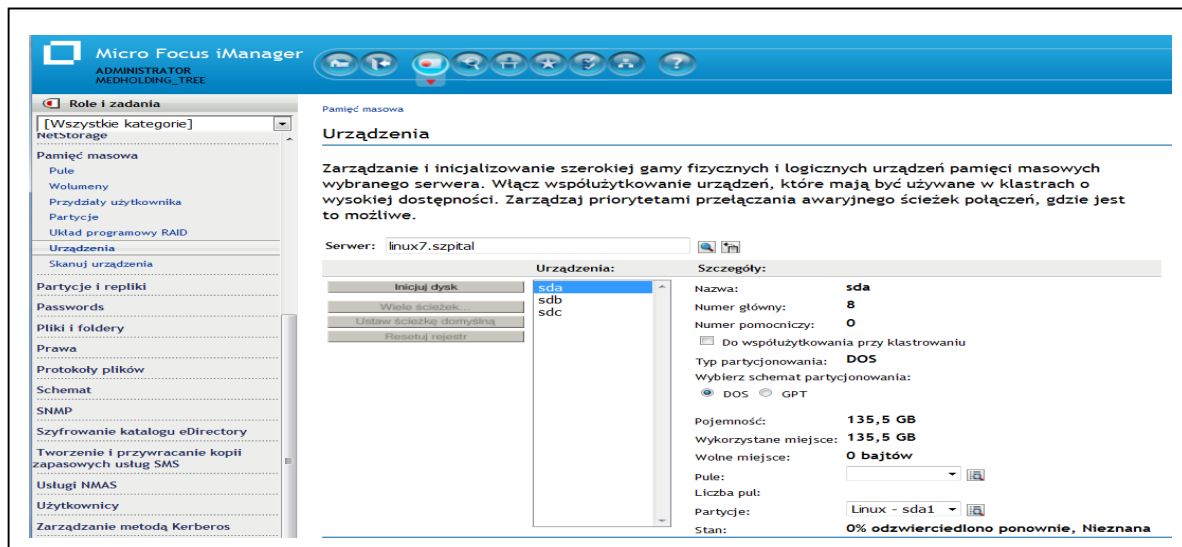 Micro Focus iManager
ADMINISTRATOR
MEDHOLDING_TREE
Role i zadania
[Wszystkie kategorie]
NetStorage
Pamięć masowa
Pule
Wolumeny
Przydziały użytkownika
Partycje
Układ programowy RAID
Urządzenia
Skanuj urządzenia
Partycje i repliki
Passwords
Pliki i foldery
Prawa
Protokoły plików
Schemat
SNMP
Szyfrowanie katalogu eDirectory
Tworzenie i przywracanie kopii
zapasowych usług SMS
Usługi NMAS
Użytkownicy
Zarządzanie metodą Kerberos
Pamięć masowa
Urządzenia
Zarządzanie i inicjalizowanie szerokiej gamy fizycznych i logicznych urządzeń pamięci masowych
wybranego serwera. Włącz współużytkowanie urządzeń, które mają być używane w klastrach o
wysokiej dostępności. Zarządzaj priorytetami przełączania awaryjnego ścieżek połączeń, gdzie jest
to możliwe.
Serwer: linux7.szpital
Urządzenia: Szczegóły:
Inicjuj dysk
Wiele ścieżek...
Ustaw ścieżkę domyślną
Resetuj rejestr
sda
sdb
sdc
Nazwa: sda
Numer główny: 8
Numer pomocniczy: 0
Do współużytkowania przy klastrowaniu
Typ partycjonowania: DOS
Wybierz schemat partycjonowania:
DOS GPT
Pojemność: 135,5 GB
Wykorzystane miejsce: 135,5 GB
Wolne miejsce: 0 bajtów
Pule:
Liczba pul:
Partycje: Linux - sda1
Stan: 0% odzwierciedlono ponownie, Nieznana